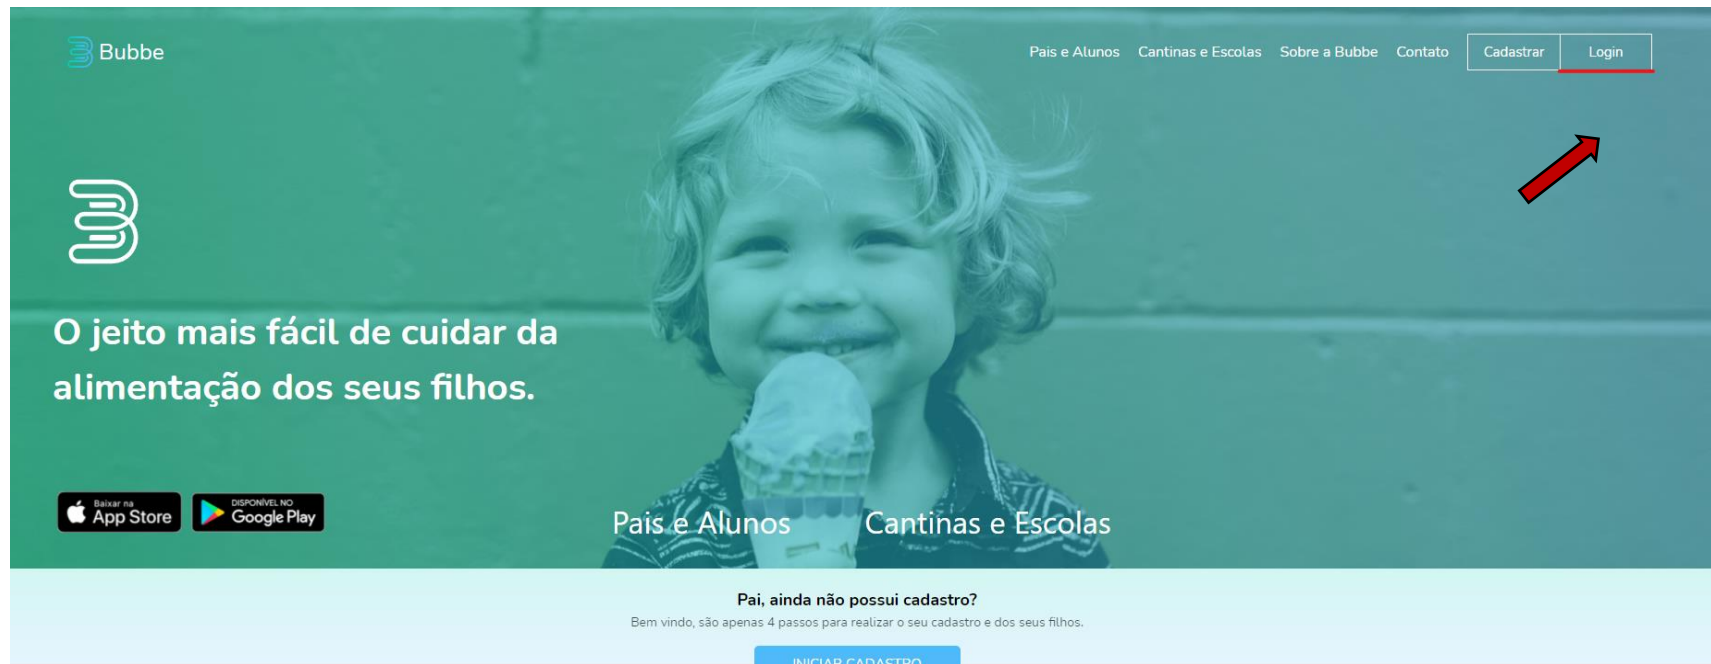 Bubbe
Pais e Alunos Cantinas e Escolas Sobre a Bubbe Contato Cadastrar Login
O jeito mais fácil de cuidar da
alimentação dos seus filhos.
Baixar na
App Store
DISPONÍVEL NO
Google Play
Pais e Alunos Cantinas e Escolas
Pai, ainda não possui cadastro?
Bem vindo, são apenas 4 passos para realizar o seu cadastro e dos seus filhos.
INICIAR CADASTRO